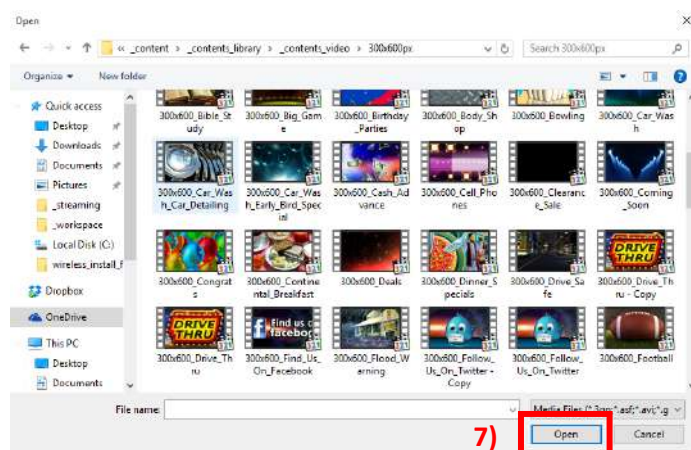 Open
« _content > _contents_library > _contents_video > 300x600px
Search 300x600px
Organize
New folder
Quick access
Desktop
Downloads
Documents
Pictures
_streaming
_workspace
Local Disk (C:)
wireless_install_f
Dropbox
OneDrive
This PC
Desktop
Documents
300x600_Bible_St
udy
300x600_Big_Gam
e
300x600_Birthday
_Parties
300x600_Body_Sh
op
300x600_Bowling
300x600_Car_Was
h
300x600_Car_Was
h_Car_Detailing
300x600_Car_Was
h_Early_Bird_Spec
ial
300x600_Cash_Ad
vance
300x600_Cell_Pho
nes
300x600_Clearanc
e_Sale
300x600_Coming
_Soon
DRIVE
THRU
300x600_Congrat
s
300x600_Contine
ntal_Breakfast
300x600_Deals
300x600_Dinner_S
pecials
300x600_Drive_Sa
fe
300x600_Drive_Th
ru - Copy
DRIVE
THRU
Find us
facebook
300x600_Drive_Th
ru
300x600_Find_Us_
On_Facebook
300x600_Flood_W
arning
300x600_Follow_
Us_On_Twitter -
Copy
300x600_Follow_
Us_On_Twitter
300x600_Football
File name:
Media Files (*.3gp;*.asf;*.avi;*.g
7)
Open
Cancel